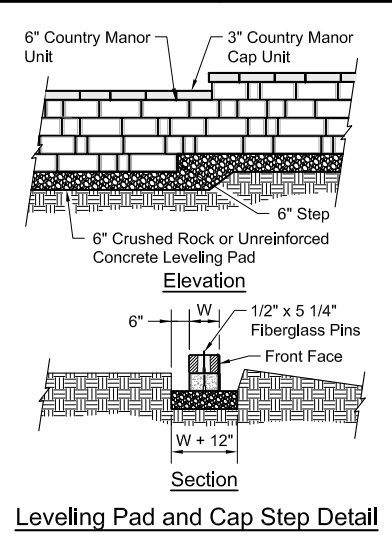 6" Country Manor
Unit
3" Country Manor
Cap Unit
6" Step
6" Crushed Rock or Unreinforced
Concrete Leveling Pad
Elevation
6"
W
1/2" x 5 1/4"
Fiberglass Pins
Front Face
W + 12"
Section
Leveling Pad and Cap Step Detail